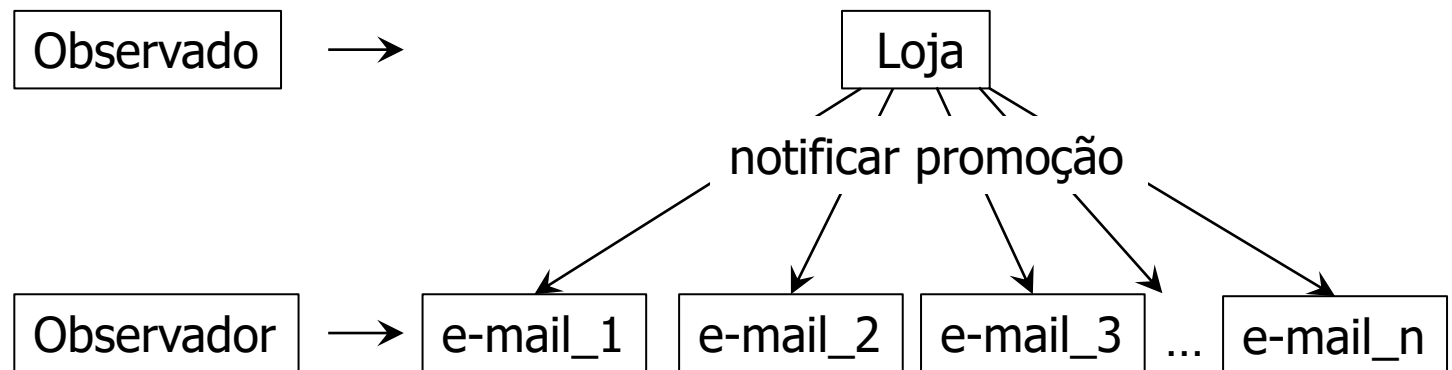 Observado
Loja
notificar promoção
Observador
e-mail_1
e-mail_2
e-mail_3
...
e-mail_n